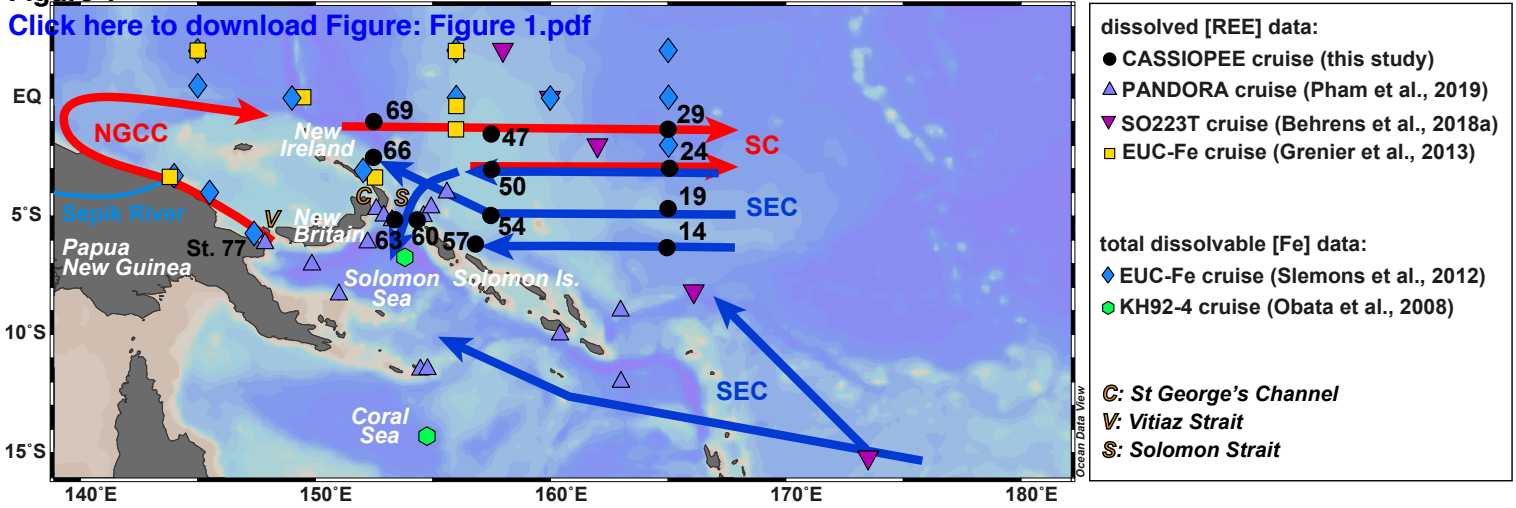 Click here to download Figure: Figure 1.pdf
EQ
5°S
10°S
15°S
140°E
150°E
160°E
170°E
180°E
NGCC
New
Ireland
69
47
29
SC
66
24
50
C
S
19
SEC
Sepik River
V
New
Britain
54
14
St. 77
63
60
57
Papua
New Guinea
Solomon
Sea
Solomon Is.
SEC
Coral
Sea
Ocean Data View
dissolved [REE] data:
CASSIOPEE cruise (this study)
PANDORA cruise (Pham et al., 2019)
SO223T cruise (Behrens et al., 2018a)
EUC-Fe cruise (Grenier et al., 2013)
total dissolvable [Fe] data:
EUC-Fe cruise (Slemons et al., 2012)
KH92-4 cruise (Obata et al., 2008)
C: St George's Channel
V: Vitiaz Strait
S: Solomon Strait